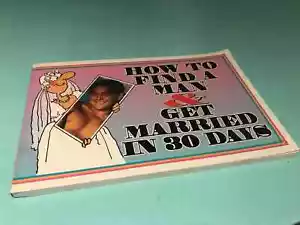 HOW TO
FIND A
MAN
&
GET
MARRIED
IN 30 DAYS